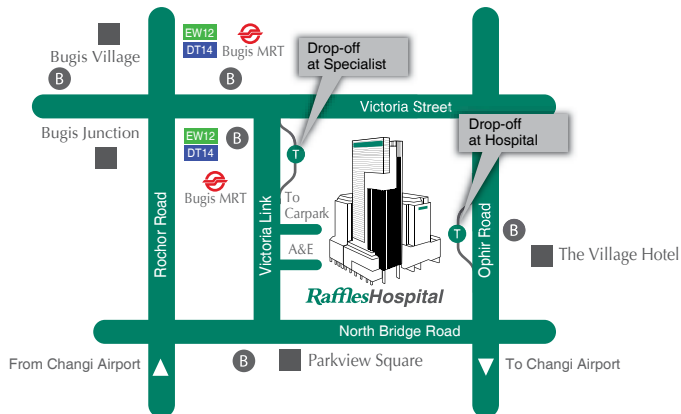 EW12
DT14
Bugis MRT
Bugis Village
B
B
Drop-off
at Specialist
Victoria Street
Drop-off
at Hospital
Bugis Junction
EW12
DT14
B
Bugis MRT
T
To
Carpark
A&E
Rochor Road
Victoria Link
T
Ophir Road
B
The Village Hotel
RafflesHospital
North Bridge Road
From Changi Airport
B
Parkview Square
To Changi Airport